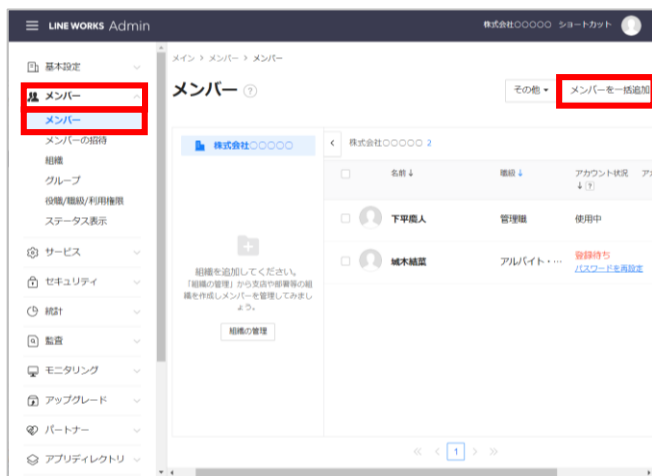 LINE WORKS Admin
株式会社○○○○○ ショートカット
基本設定
メンバー
メンバー
メンバーの招待
組織
グループ
役職/職級/利用権限
ステータス表示
サービス
セキュリティ
統計
監査
モニタリング
アップグレード
パートナー
アプリディレクトリ
メイン > メンバー > メンバー
メンバー ?
その他
メンバーを一括追加
株式会社○○○○○
組織を追加してください。
「組織の管理」から支店や部署等の組
織を作成しメンバーを管理してみまし
ょう。
組織の管理
株式会社○○○○○ 2
名前↓ 職級↓ アカウント状況 ア
↓ ?
下平鹿人 管理職 使用中
城木結菜 アルバイト・… 登録待ち
パスワードを再設定
1